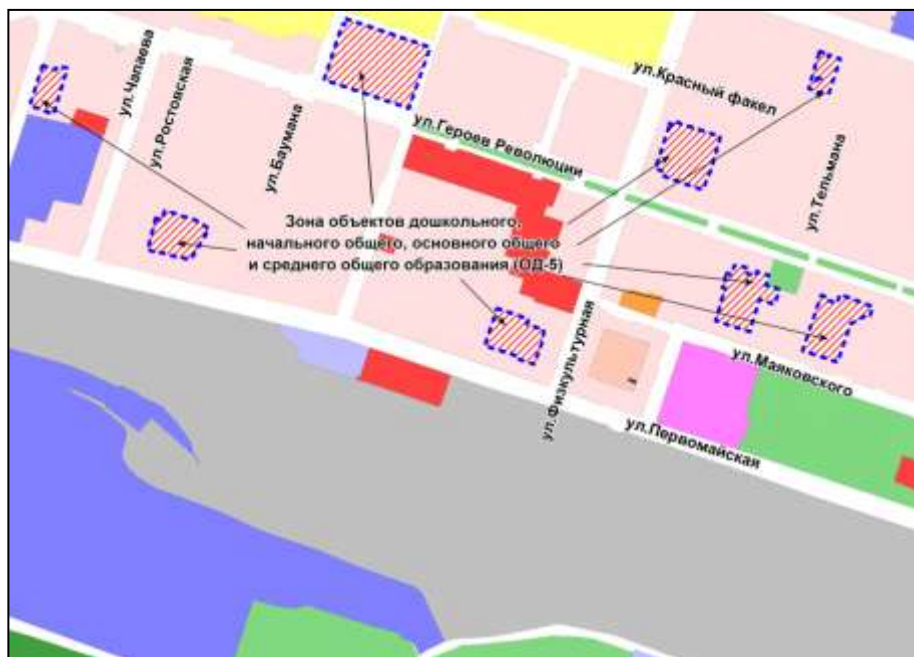 ул.Чапаева
ул.Ростовская
ул.Баумана
ул.Героев Революции
ул.Красный факел
ул.Тельмана
Зона объектов дошкольного,
начального общего, основного общего
и среднего общего образования (ОД-5)
ул.Физкультурная
ул.Маяковского
ул.Первомайская